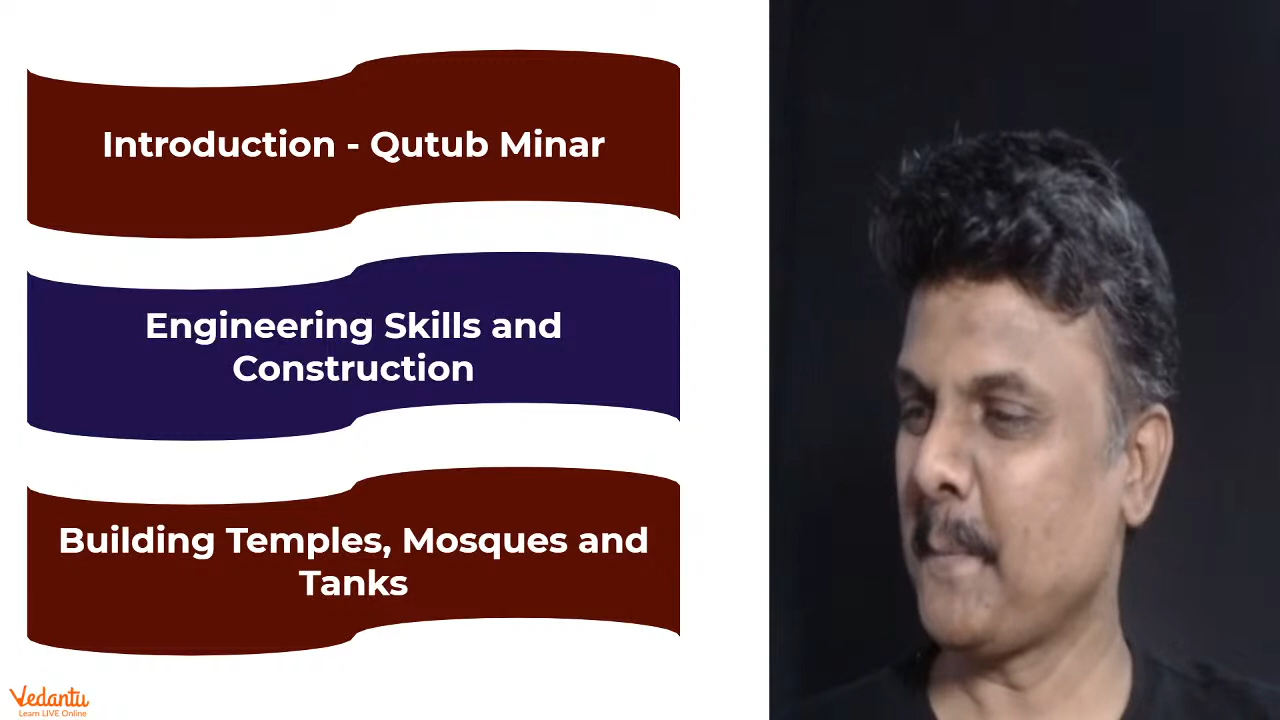 Introduction - Qutub Minar
Engineering Skills and
Construction
Building Temples, Mosques and
Tanks
Vedantu
Learn LIVE Online